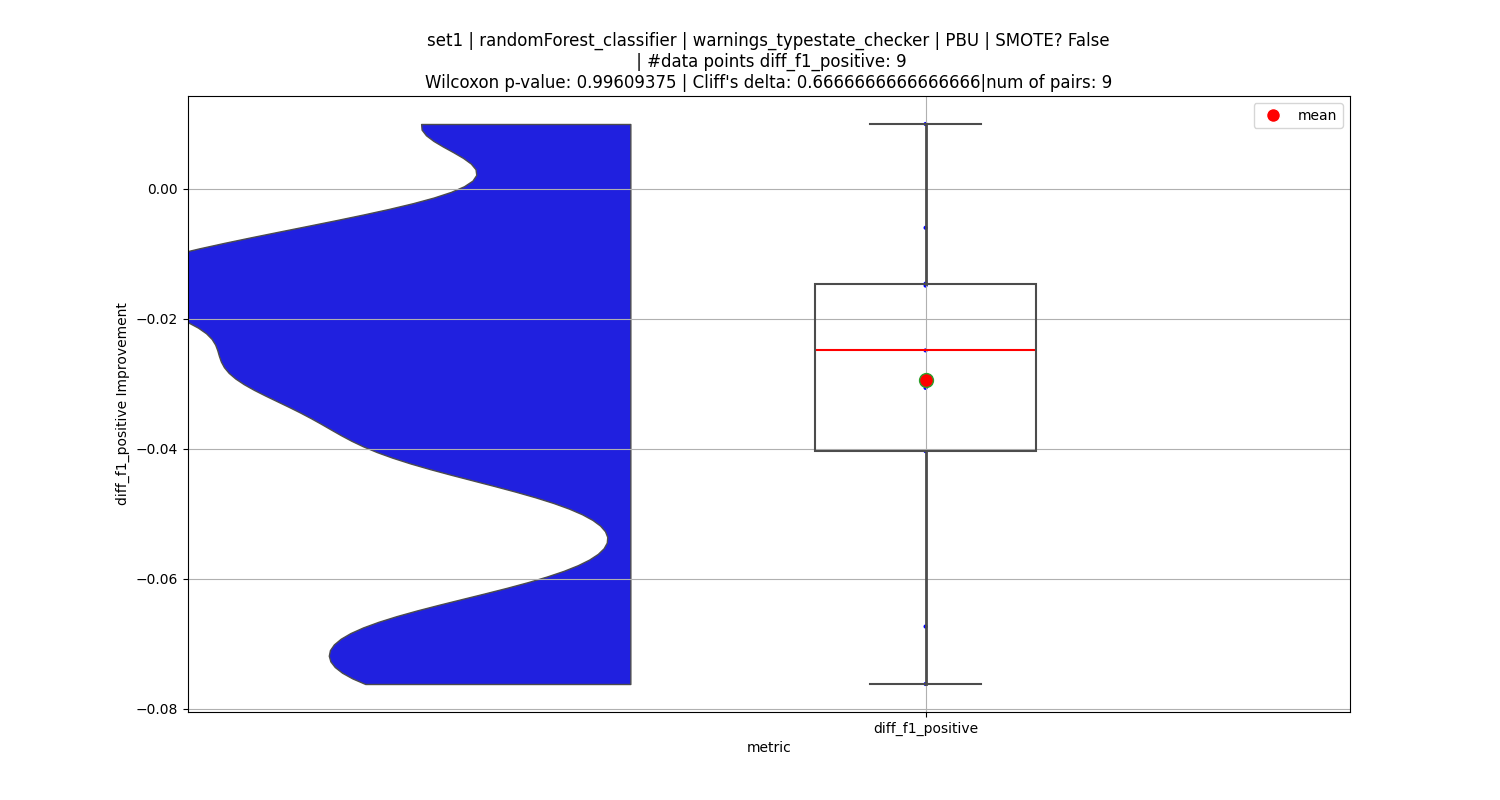 set1 | randomForest_classifier | warnings_typestate_checker | PBU | SMOTE? False
| #data points diff_f1_positive: 9
Wilcoxon p-value: 0.99609375 | Cliff's delta: 0.6666666666666666|num of pairs: 9
mean
0.00
−0.02
−0.04
−0.06
−0.08
diff_f1_positive Improvement
diff_f1_positive
metric